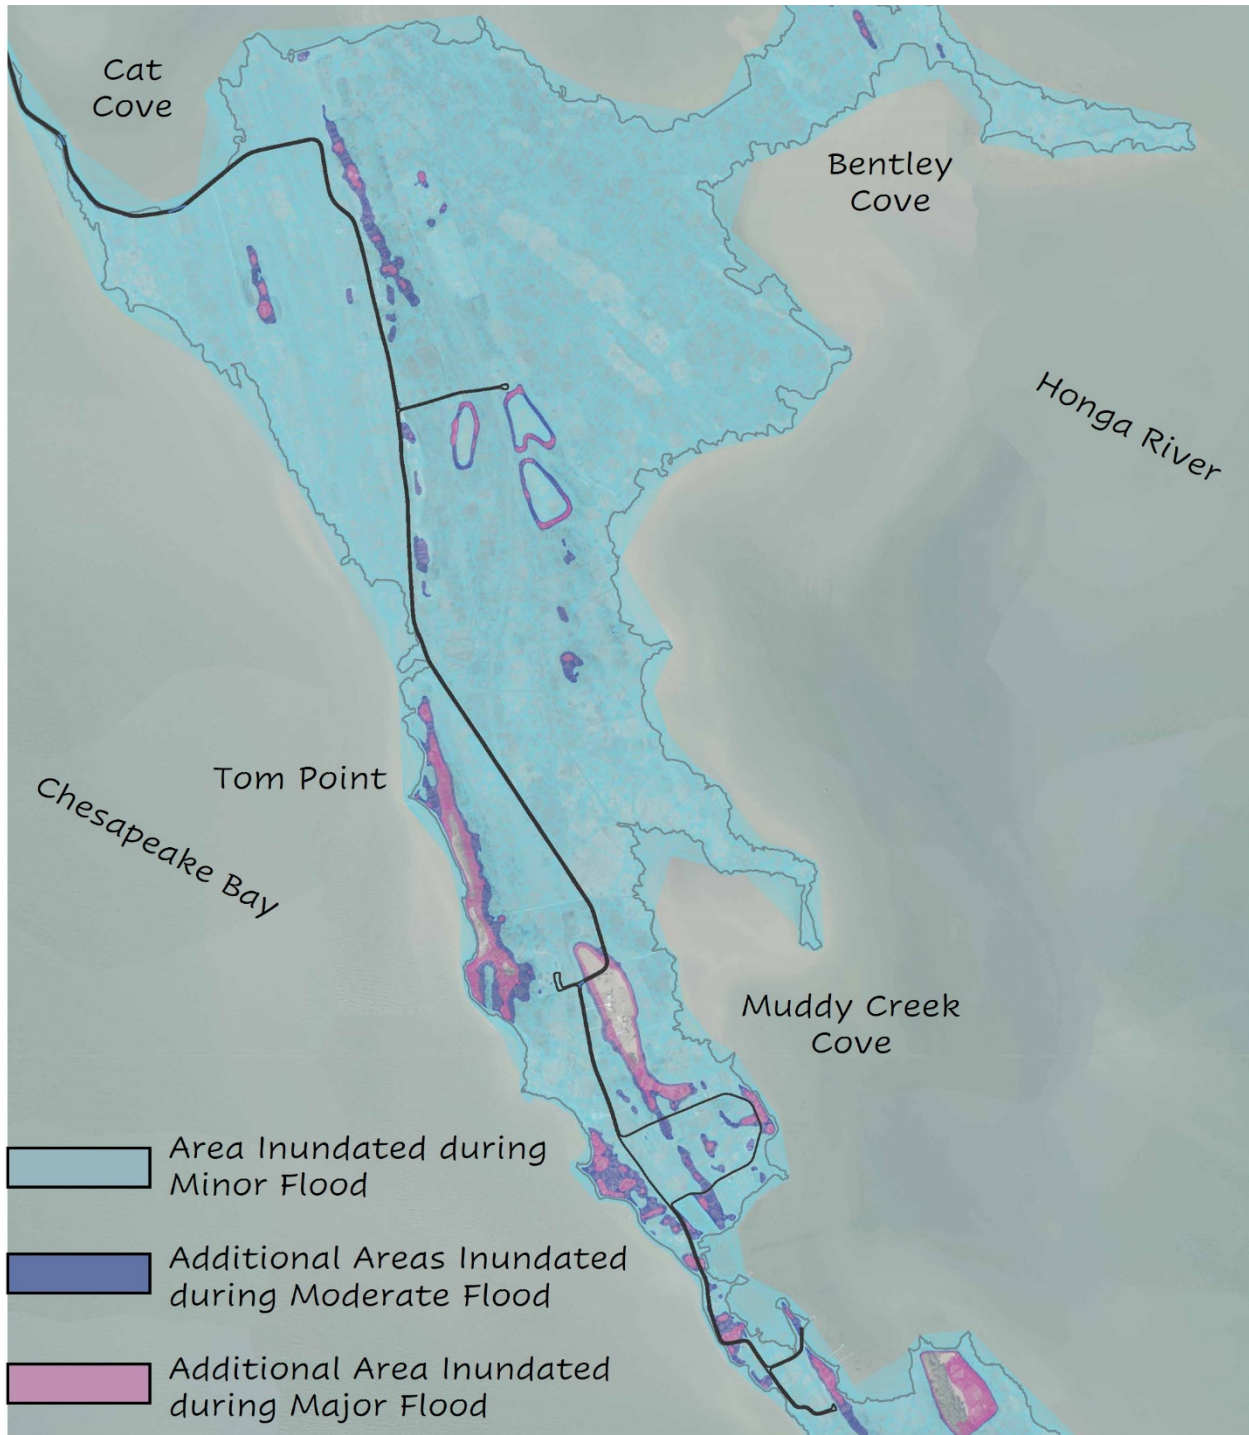 Cat
Cove
Bentley
Cove
Honga River
Tom Point
Chesapeake Bay
Muddy Creek
Cove
Area Inundated during
Minor Flood
Additional Areas Inundated
during Moderate Flood
Additional Area Inundated
during Major Flood